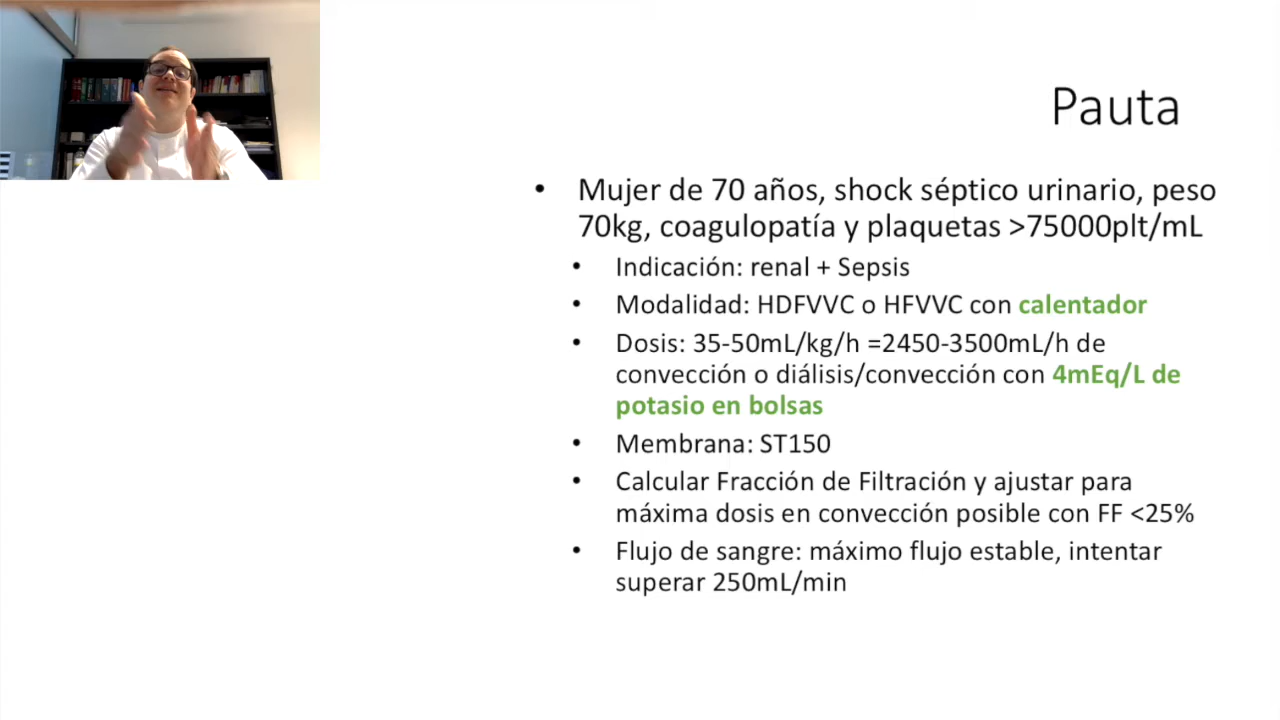 Pauta
• Mujer de 70 años, shock séptico urinario, peso
70kg, coagulopatía y plaquetas >75000plt/mL
• Indicación: renal + Sepsis
• Modalidad: HDFVVC o HFVVC con calentador
• Dosis: 35-50mL/kg/h =2450-3500mL/h de
convección o diálisis/convección con 4mEq/L de
potasio en bolsas
• Membrana: ST150
• Calcular Fracción de Filtración y ajustar para
máxima dosis en convección posible con FF <25%
• Flujo de sangre: máximo flujo estable, intentar
superar 250mL/min